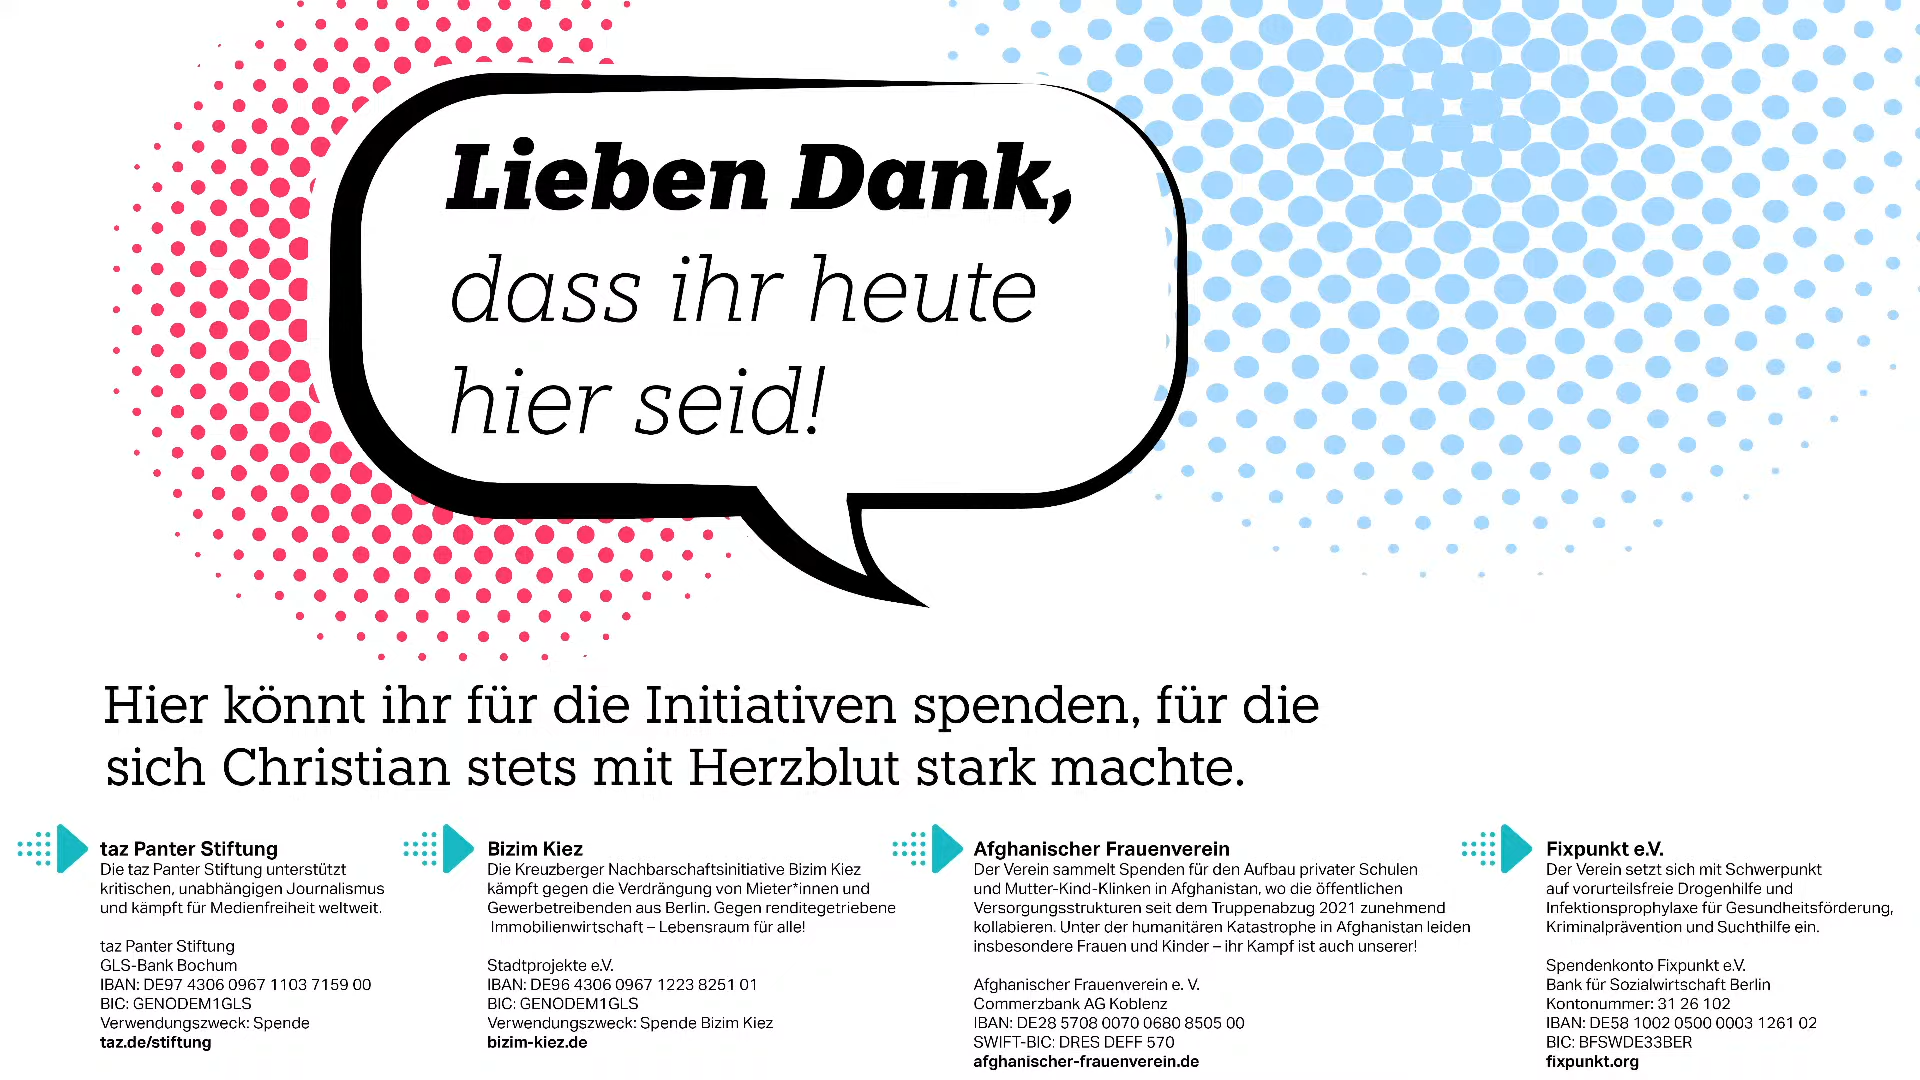 Lieben Dank,
dass ihr heute
hier seid!
Hier könnt ihr für die Initiativen spenden, für die
sich Christian stets mit Herzblut stark machte.
taz Panter Stiftung
Die taz Panter Stiftung unterstützt
kritischen, unabhängigen Journalismus
und kämpft für Medienfreiheit weltweit.
taz Panter Stiftung
GLS-Bank Bochum
IBAN: DE97 4306 0967 1103 7159 00
BIC: GENODEM1GLS
Verwendungszweck: Spende
taz.de/stiftung
Bizim Kiez
Die Kreuzberger Nachbarschaftsinitiative Bizim Kiez
kämpft gegen die Verdrängung von Mieter*innen und
Gewerbetreibenden aus Berlin. Gegen renditegetriebene
Immobilienwirtschaft – Lebensraum für alle!
Stadtprojekte e.V.
IBAN: DE96 4306 0967 1223 8251 01
BIC: GENODEM1GLS
Verwendungszweck: Spende Bizim Kiez
bizim-kiez.de
Afghanischer Frauenverein
Der Verein sammelt Spenden für den Aufbau privater Schulen
und Mutter-Kind-Klinken in Afghanistan, wo die öffentlichen
Versorgungsstrukturen seit dem Truppenabzug 2021 zunehmend
kollabieren. Unter der humanitären Katastrophe in Afghanistan leiden
insbesondere Frauen und Kinder – ihr Kampf ist auch unserer!
Afghanischer Frauenverein e. V.
Commerzbank AG Koblenz
IBAN: DE28 5708 0070 0680 8505 00
SWIFT-BIC: DRES DEFF 570
afghanischer-frauenverein.de
Fixpunkt e.V.
Der Verein setzt sich mit Schwerpunkt
auf vorurteilsfreie Drogenhilfe und
Infektionsprophylaxe für Gesundheitsförderung,
Kriminalprävention und Suchthilfe ein.
Spendenkonto Fixpunkt e.V.
Bank für Sozialwirtschaft Berlin
Kontonummer: 31 26 102
IBAN: DE58 1002 0500 0003 1261 02
BIC: BFSWDE33BER
fixpunkt.org